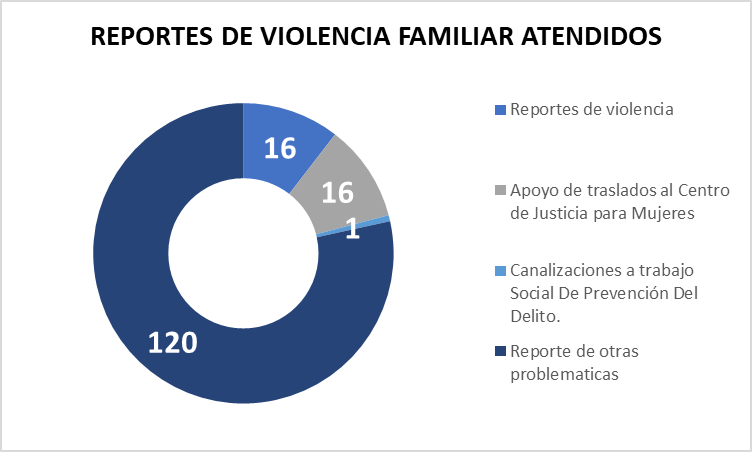 REPORTES DE VIOLENCIA FAMILIAR ATENDIDOS
16
16
1
120
Reportes de violencia
Apoyo de traslados al Centro
de Justicia para Mujeres
Canalizaciones a trabajo
Social De Prevención Del
Delito.
Reporte de otras
problematicas